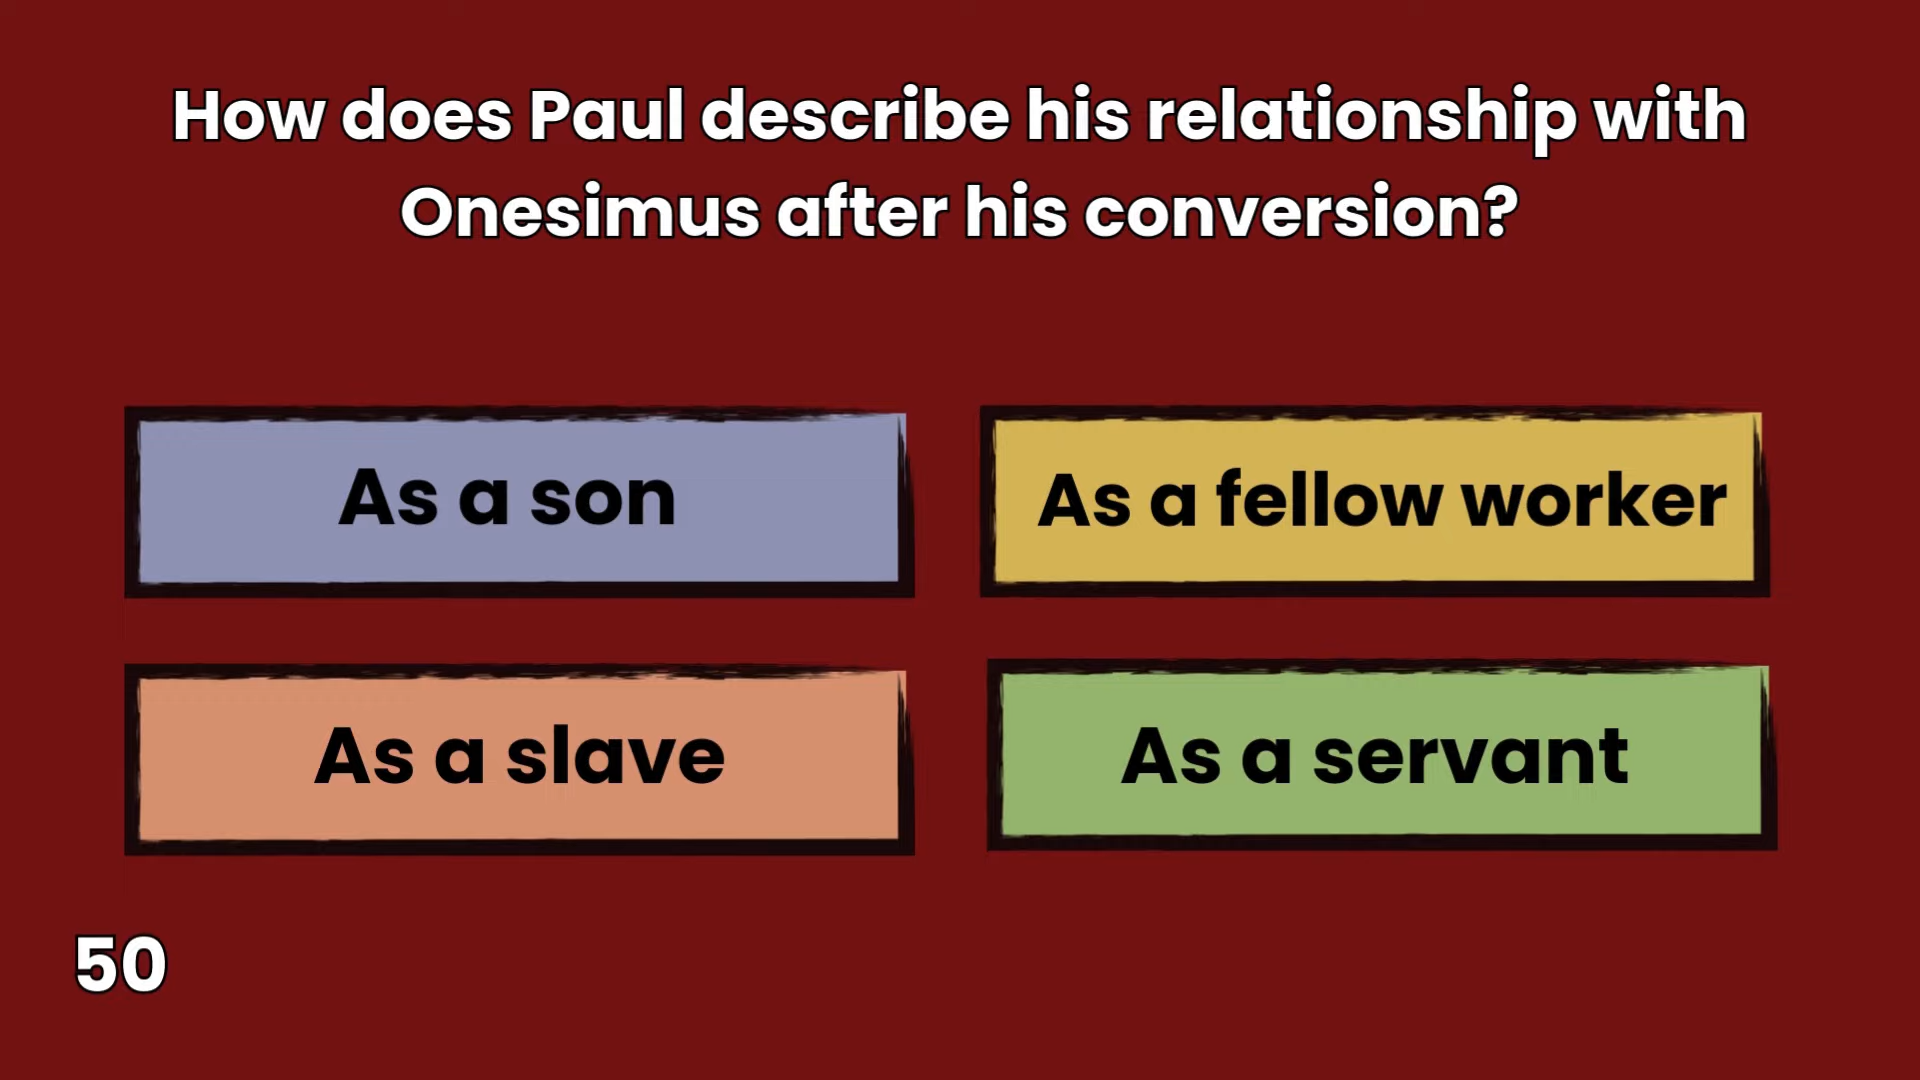 How does Paul describe his relationship with
Onesimus after his conversion?
As a son
As a fellow worker
As a slave
As a servant
50